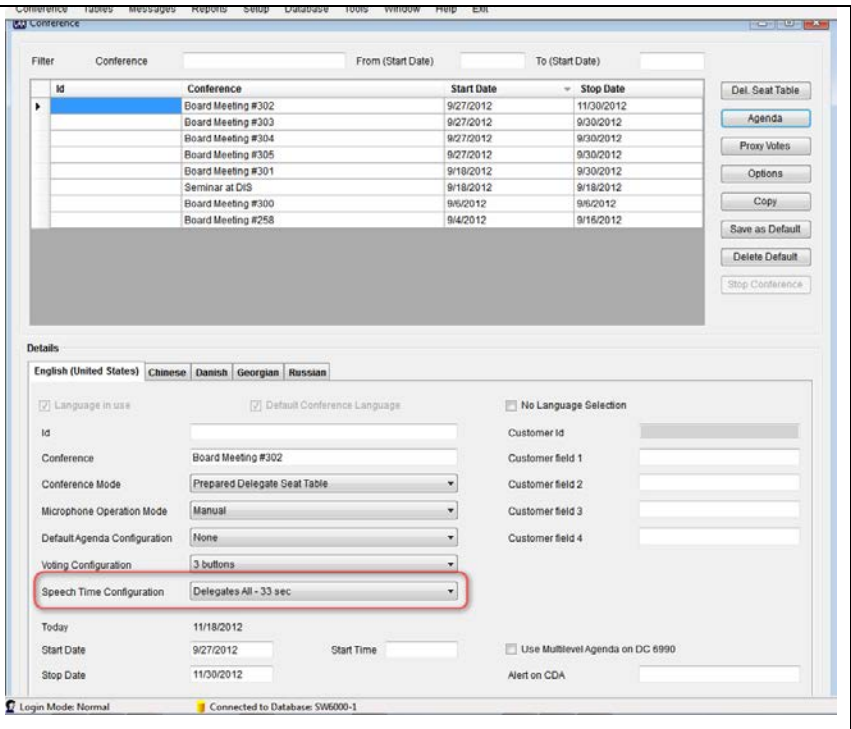 Conference Tables Messages Reports Setup Database Tools Window Help Exit
Conference
Filter Conference From (Start Date) To (Start Date)
Id Conference Start Date Stop Date
Board Meeting #302 9/27/2012 11/30/2012
Board Meeting #303 9/27/2012 9/30/2012
Board Meeting #304 9/27/2012 9/30/2012
Board Meeting #305 9/27/2012 9/30/2012
Board Meeting #301 9/18/2012 9/30/2012
Seminar at DIS 9/18/2012 9/18/2012
Board Meeting #300 9/6/2012 9/6/2012
Board Meeting #258 9/4/2012 9/16/2012
Del. Seat Table
Agenda
Proxy Votes
Options
Copy
Save as Default
Delete Default
Stop Conference
Details
English (United States) Chinese Danish Georgian Russian
Language in use Default Conference Language No Language Selection
Id Customer Id
Conference Board Meeting #302 Customer field 1
Conference Mode Prepared Delegate Seat Table Customer field 2
Microphone Operation Mode Manual Customer field 3
Default Agenda Configuration None Customer field 4
Voting Configuration 3 buttons
Speech Time Configuration Delegates All - 33 sec
Today 11/18/2012
Start Date 9/27/2012 Start Time Use Multilevel Agenda on DC 6990
Stop Date 11/30/2012 Alert on CDA
Login Mode: Normal Connected to Database: SW6000-1